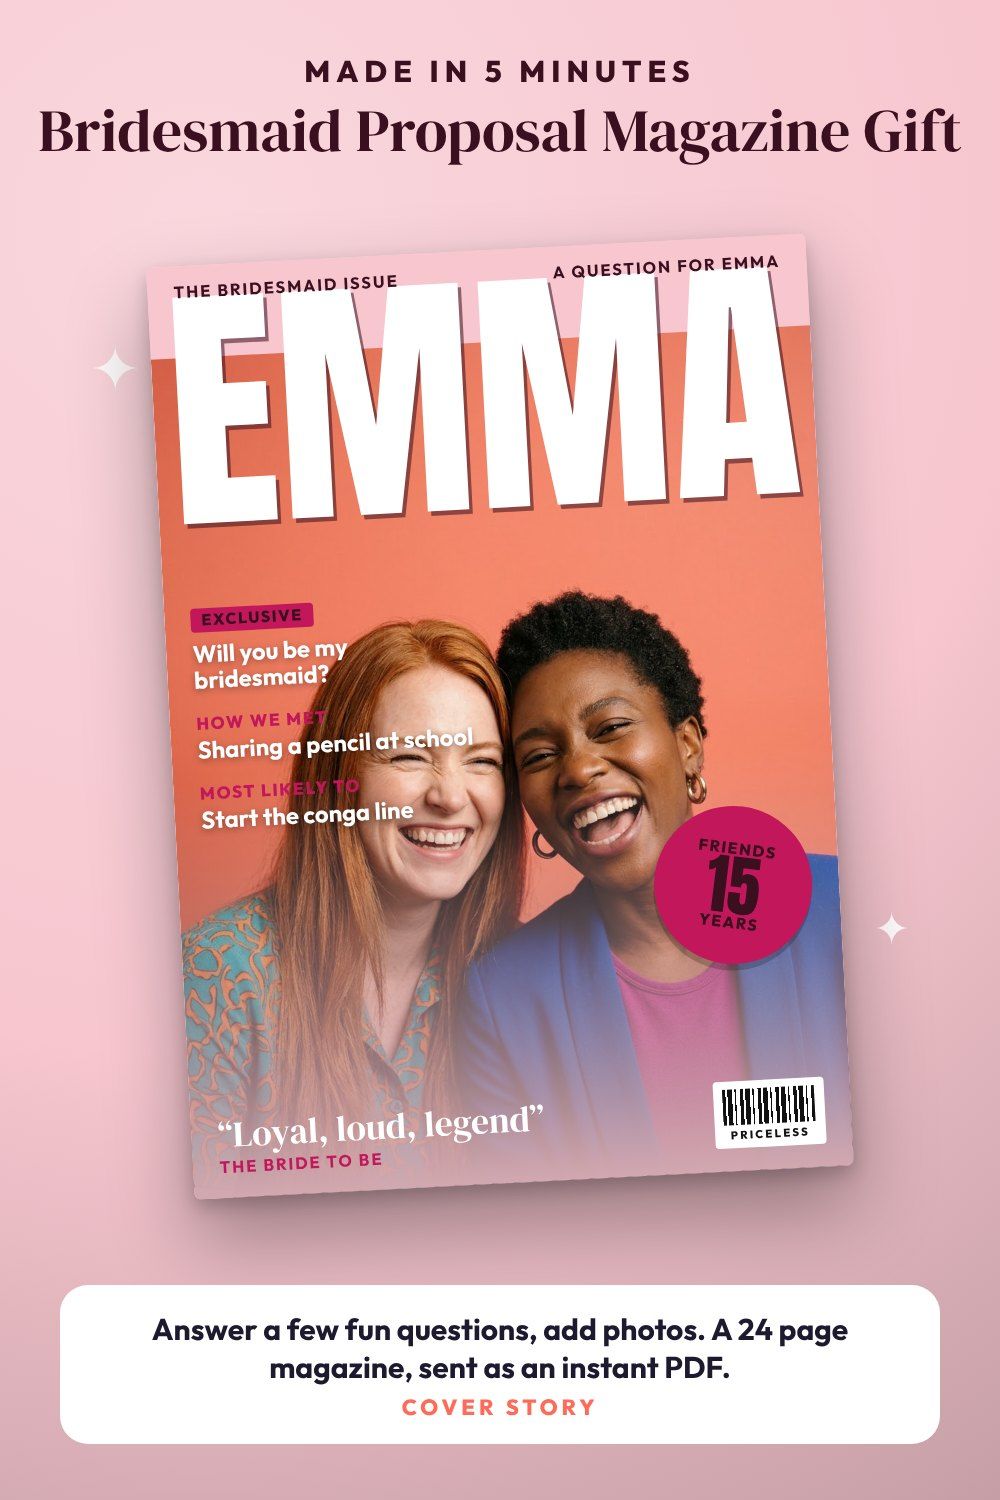 MADE IN 5 MINUTES
Bridesmaid Proposal Magazine Gift
THE BRIDESMAID ISSUE
A QUESTION FOR EMMA
EMMA
EXCLUSIVE
Will you be my
bridesmaid?
HOW WE MET
Sharing a pencil at school
MOST LIKELY TO
Start the conga line
FRIENDS
15
YEARS
“Loyal, loud, legend”
THE BRIDE TO BE
PRICELESS
Answer a few fun questions, add photos. A 24 page
magazine, sent as an instant PDF.
COVER STORY